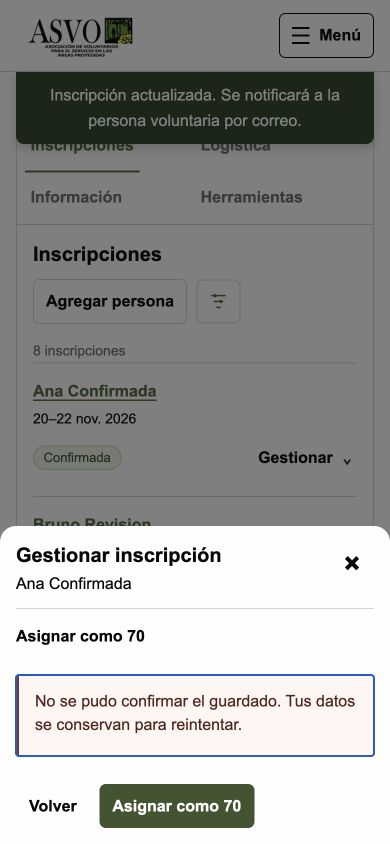 ASVO
ASOCIACIÓN DE VOLUNTARIOS
PARA EL SERVICIO EN LAS
ÁREAS PROTEGIDAS
Menú
Inscripción actualizada. Se notificará a la
persona voluntaria por correo.
Inscripciones
Logística
Información
Herramientas
Inscripciones
Agregar persona
8 inscripciones
Ana Confirmada
20–22 nov. 2026
Confirmada
Gestionar
Bruno Revision
Gestionar inscripción
Ana Confirmada
Asignar como 70
No se pudo confirmar el guardado. Tus datos
se conservan para reintentar.
Volver
Asignar como 70